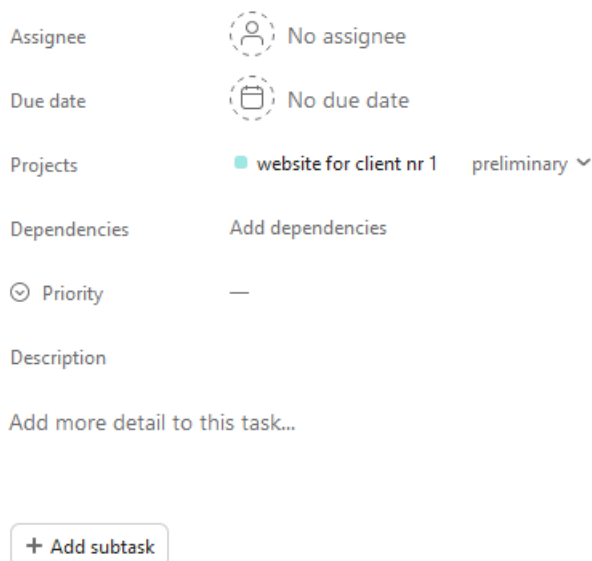 Assignee No assignee
Due date No due date
Projects website for client nr 1 preliminary
Dependencies Add dependencies
Priority —
Description
Add more detail to this task...
+ Add subtask